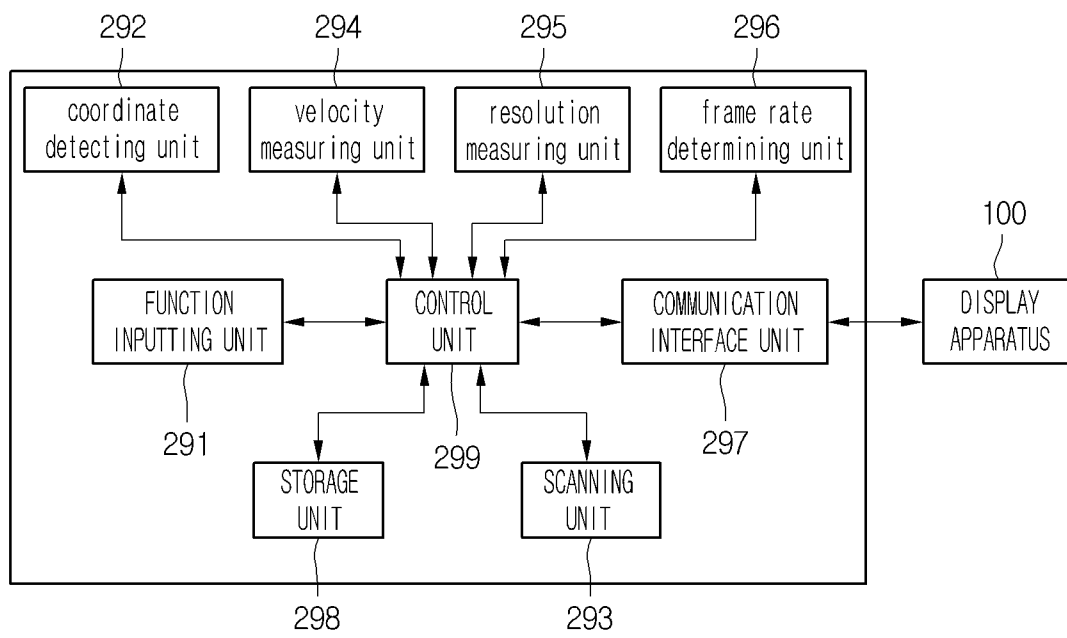 292
294
295
296
coordinate
detecting unit
velocity
measuring unit
resolution
measuring unit
frame rate
determining unit
100
FUNCTION
INPUTTING UNIT
CONTROL
UNIT
COMMUNICATION
INTERFACE UNIT
DISPLAY
APPARATUS
291
299
297
STORAGE
UNIT
SCANNING
UNIT
298
293